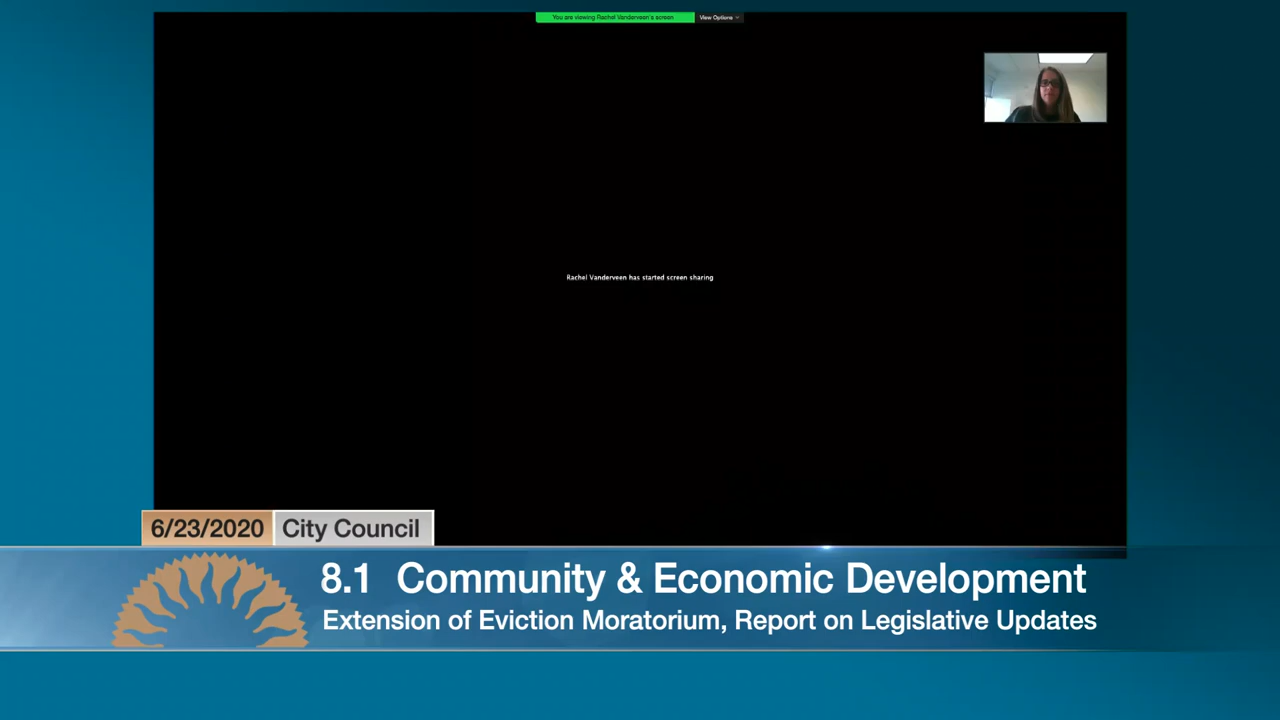 You are viewing Rachel Vanderveen's screen
View Options
Rachel Vanderveen has started screen sharing
6/23/2020
City Council
8.1 Community & Economic Development
Extension of Eviction Moratorium, Report on Legislative Updates